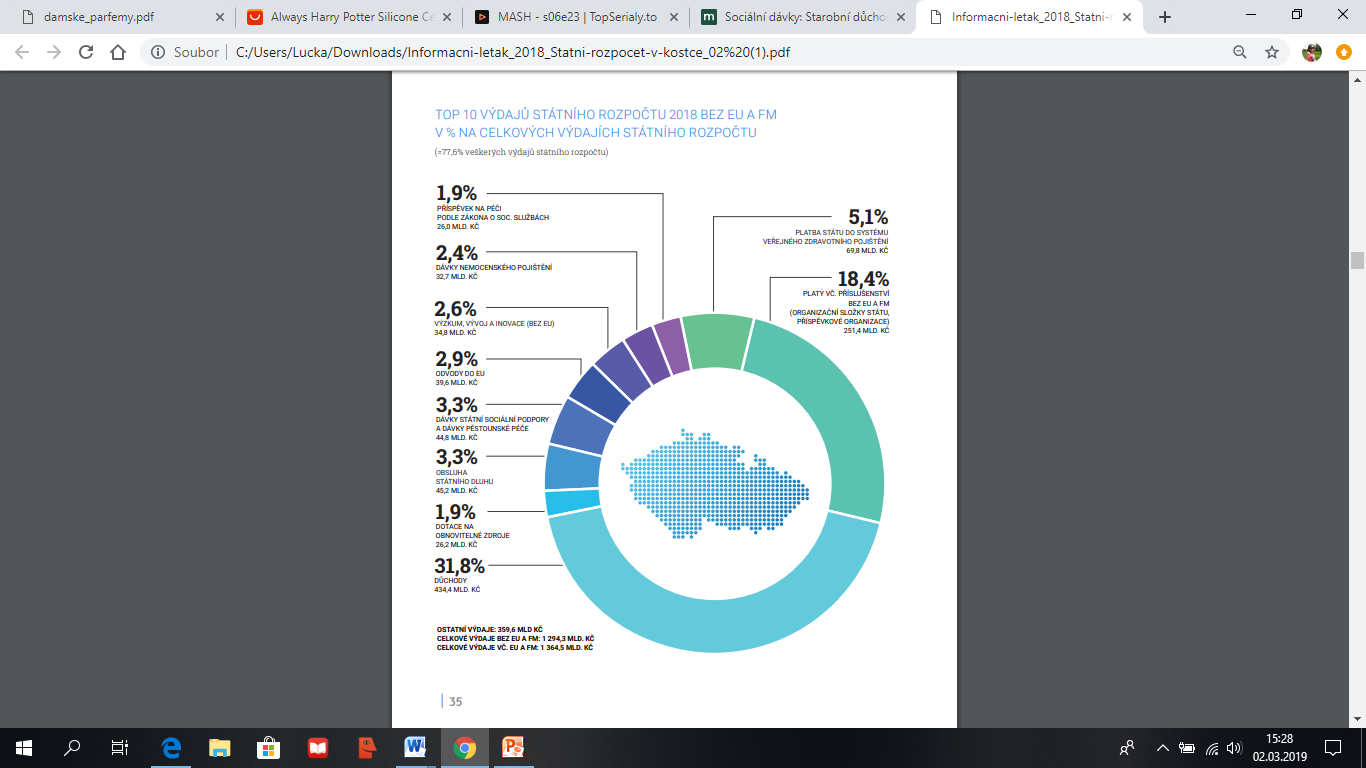 damske_parfemy.pdf
Always Harry Potter Silicone Ce
MASH - s06e23 | TopSerialy.to
Sociální dávky: Starobní důcho
Informacni-letak_2018_Statni-r
Soubor
C:/Users/Lucka/Downloads/Informacni-letak_2018_Statni-rozpocet-v-kostce_02%20(1).pdf
TOP 10 VÝDAJŮ STÁTNÍHO ROZPOČTU 2018 BEZ EU A FM
V % NA CELKOVÝCH VÝDAJÍCH STÁTNÍHO ROZPOČTU
(=77,6% veškerých výdajů státního rozpočtu)
1,9%
PŘÍSPĚVEK NA PÉČI
PODLE ZÁKONA O SOC. SLUŽBÁCH
26,0 MLD. KČ
2,4%
DÁVKY NEMOCENSKÉHO POJIŠTĚNÍ
32,7 MLD. KČ
2,6%
VÝZKUM, VÝVOJ A INOVACE (BEZ EU)
34,8 MLD. KČ
2,9%
ODVODY DO EU
39,6 MLD. KČ
3,3%
DÁVKY STÁTNÍ SOCIÁLNÍ PODPORY
A DÁVKY PĚSTOUNSKÉ PÉČE
44,8 MLD. KČ
3,3%
OBSLUHA
STÁTNÍHO DLUHU
45,2 MLD. KČ
1,9%
DOTACE NA
OBNOVITELNÉ ZDROJE
26,2 MLD. KČ
31,8%
DŮCHODY
434,4 MLD. KČ
5,1%
PLATBA STÁTU DO SYSTÉMU
VEŘEJNÉHO ZDRAVOTNÍHO POJIŠTĚNÍ
69,8 MLD. KČ
18,4%
PLATY VČ. PŘÍSLUŠENSTVÍ
BEZ EU A FM
(ORGANIZAČNÍ SLOŽKY STÁTU,
PŘÍSPĚVKOVÉ ORGANIZACE)
251,4 MLD. KČ
OSTATNÍ VÝDAJE: 359,6 MLD KČ
CELKOVÉ VÝDAJE BEZ EU A FM: 1 294,3 MLD. KČ
CELKOVÉ VÝDAJE VČ. EU A FM: 1 364,5 MLD. KČ
35
15:28
02.03.2019